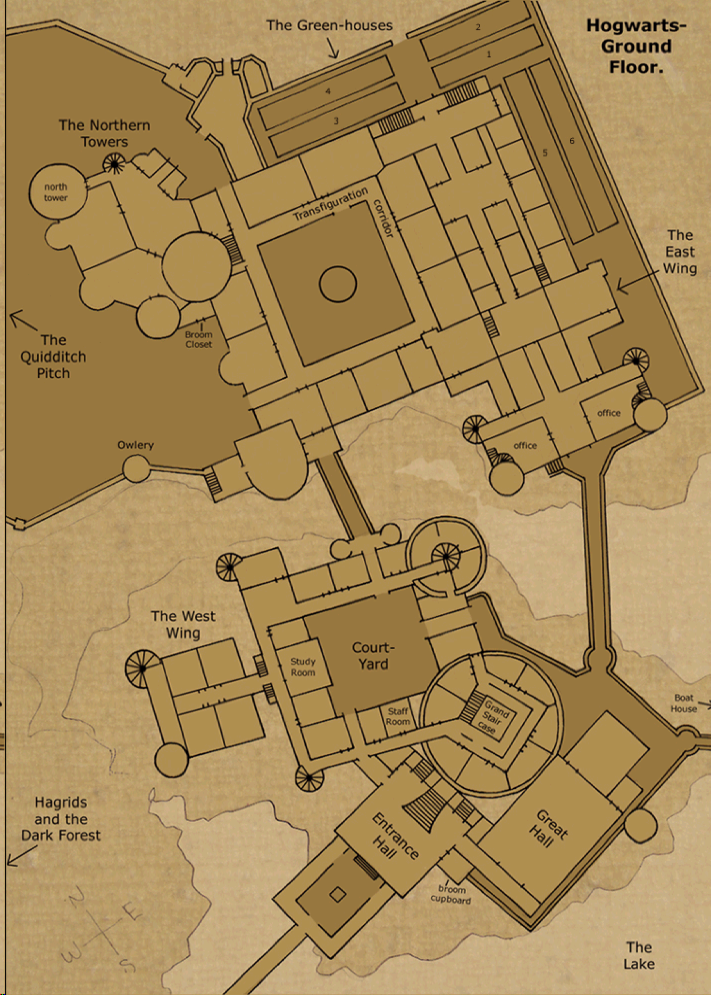 The Green-houses
Hogwarts-
Ground
Floor.
2
1
4
3
The Northern
Towers
north
tower
5
6
Transfiguration
corridor
The
East
Wing
The
Quidditch
Pitch
Broom
Closet
office
office
Owlery
The West
Wing
Study
Room
Court-
Yard
Staff
Room
Grand
Stair
case
Boat
House
Hagrids
and the
Dark Forest
Entrance
Hall
Great
Hall
broom
cupboard
N
E
W
S
The
Lake